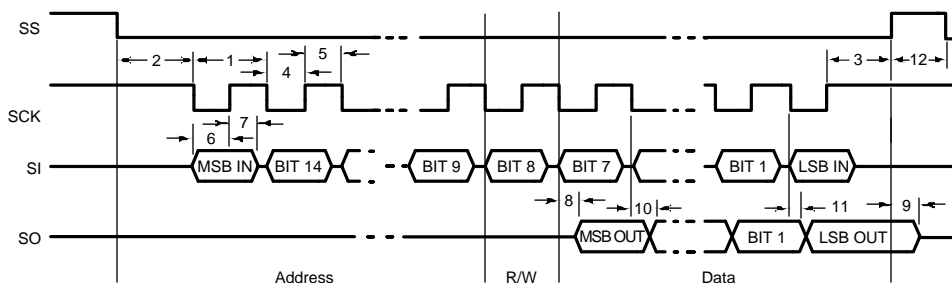 SS
5
2
1
4
3
12
SCK
7
6
SI
MSB IN
BIT 14
BIT 9
BIT 8
BIT 7
BIT 1
LSB IN
8
10
11
9
SO
MSB OUT
BIT 1
LSB OUT
Address
R/W
Data